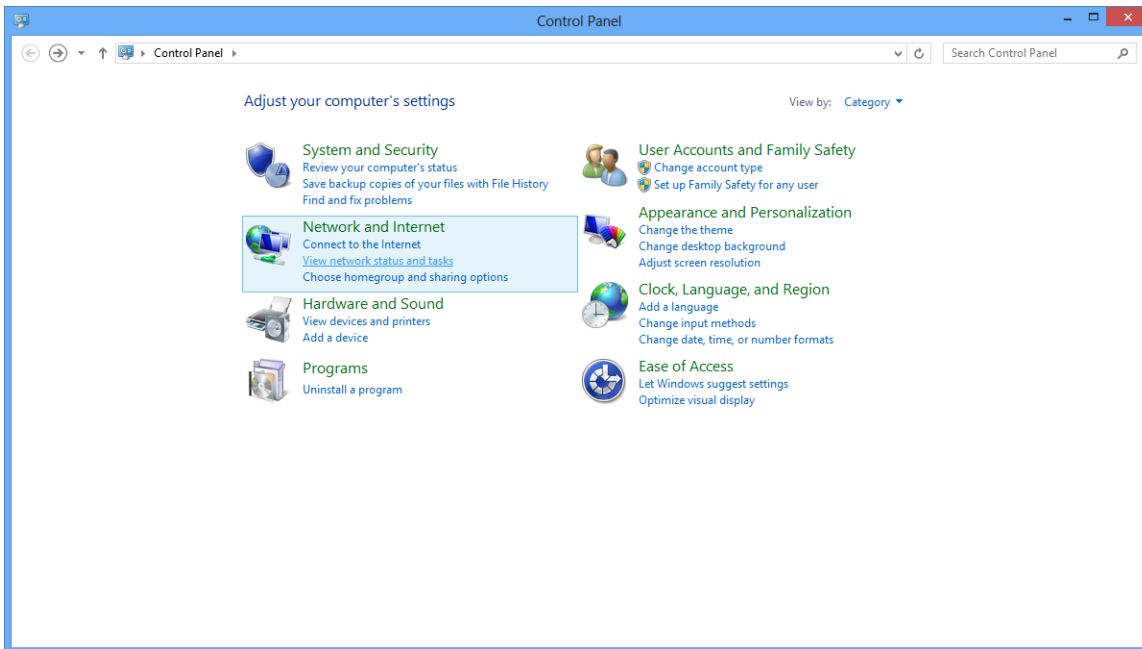 Control Panel
Control Panel
Search Control Panel
Adjust your computer's settings
View by: Category
System and Security
Review your computer's status
Save backup copies of your files with File History
Find and fix problems
Network and Internet
Connect to the Internet
View network status and tasks
Choose homegroup and sharing options
Hardware and Sound
View devices and printers
Add a device
Programs
Uninstall a program
User Accounts and Family Safety
Change account type
Set up Family Safety for any user
Appearance and Personalization
Change the theme
Change desktop background
Adjust screen resolution
Clock, Language, and Region
Add a language
Change input methods
Change date, time, or number formats
Ease of Access
Let Windows suggest settings
Optimize visual display